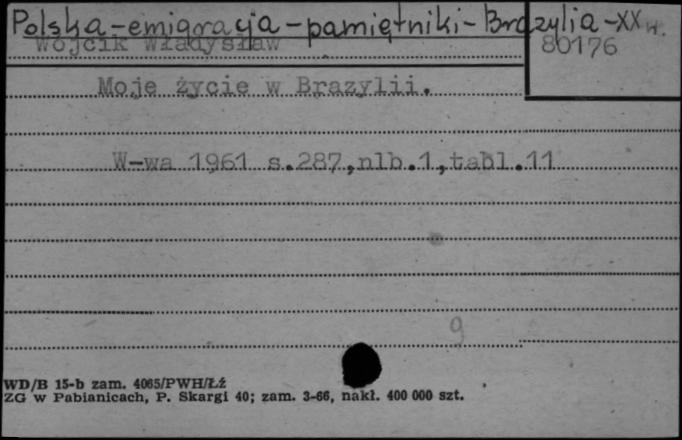 Polska-emigracja-pamiętniki-Brazylia-XX w.
Wójcik Władysław
80176
Moje życie w Brazylii.
W-wa 1961 s.287,nlb.1,tabl.11
9
WD/B 15-b zam. 4065/PWH/Łź
ZG w Pabianicach, P. Skargi 40; zam. 3-66, nakł. 400 000 szt.